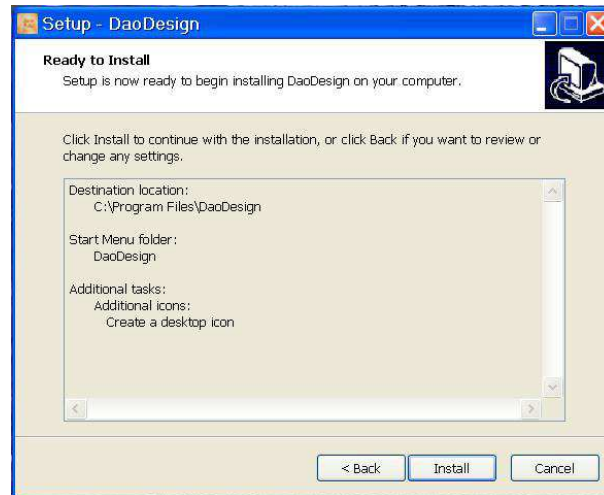 Setup - DaoDesign
Ready to Install
Setup is now ready to begin installing DaoDesign on your computer.
Click Install to continue with the installation, or click Back if you want to review or
change any settings.
Destination location:
C:\Program Files\DaoDesign
Start Menu folder:
DaoDesign
Additional tasks:
Additional icons:
Create a desktop icon
< Back
Install
Cancel